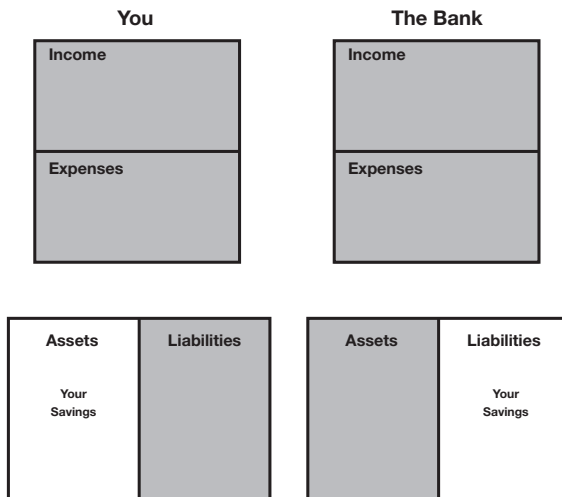 You
The Bank
Income
Income
Expenses
Expenses
Assets
Liabilities
Assets
Liabilities
Your
Savings
Your
Savings